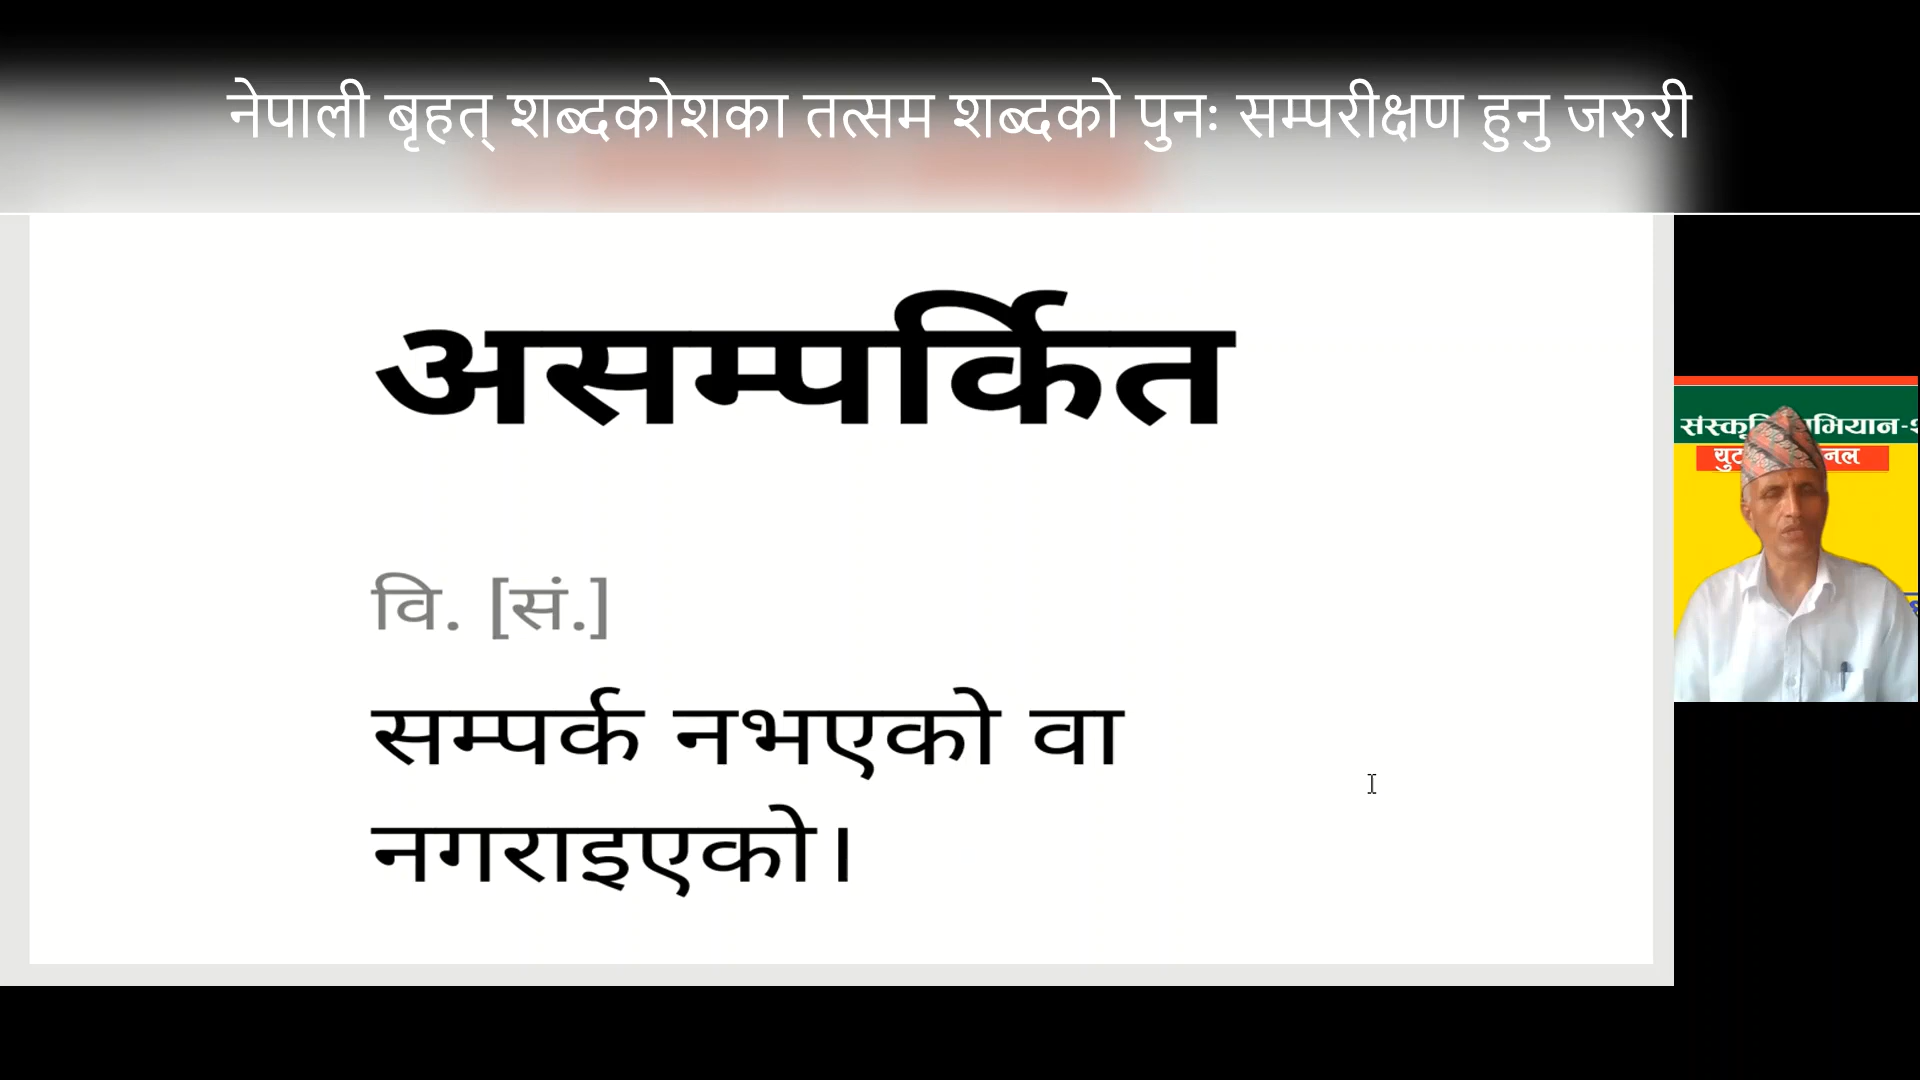 नेपाली बृहत् शब्दकोशका तत्सम शब्दको पुनः सम्परीक्षण हुनु जरुरी
असम्पर्कित
वि. [सं.]
सम्पर्क नभएको वा
नगराइएको।